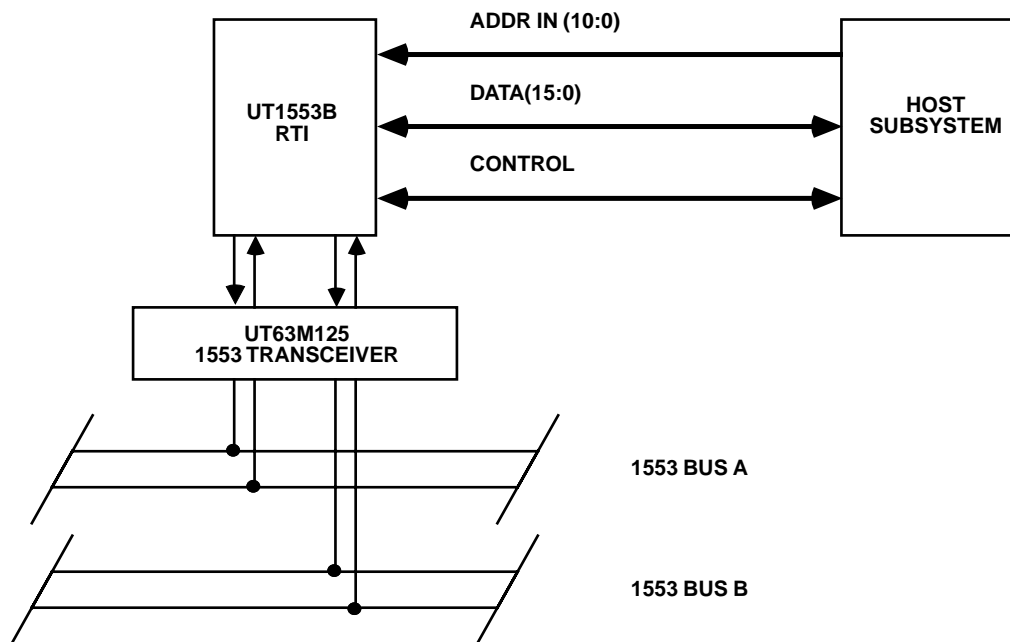 ADDR IN (10:0)
UT1553B
RTI
DATA(15:0)
HOST
SUBSYSTEM
CONTROL
UT63M125
1553 TRANSCEIVER
1553 BUS A
1553 BUS B